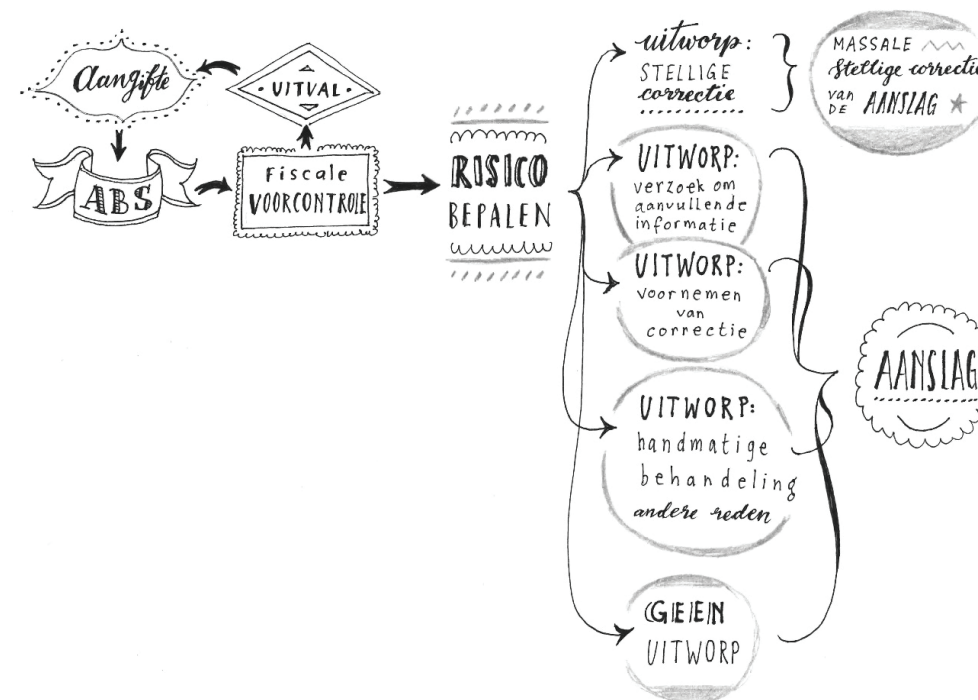 Aangifte
UITVAL
ABS
Fiscale
VOORCONTROLE
RISICO
BEPALEN
uitworp:
STELLIGE
correctie
MASSALE
Stellige correctie
van
DE AANSLAG
UITWORP:
verzoek om
aanvullende
informatie
UITWORP:
voornemen
van
correctie
UITWORP:
handmatige
behandeling
andere reden
GEEN
UITWORP
AANSLAG